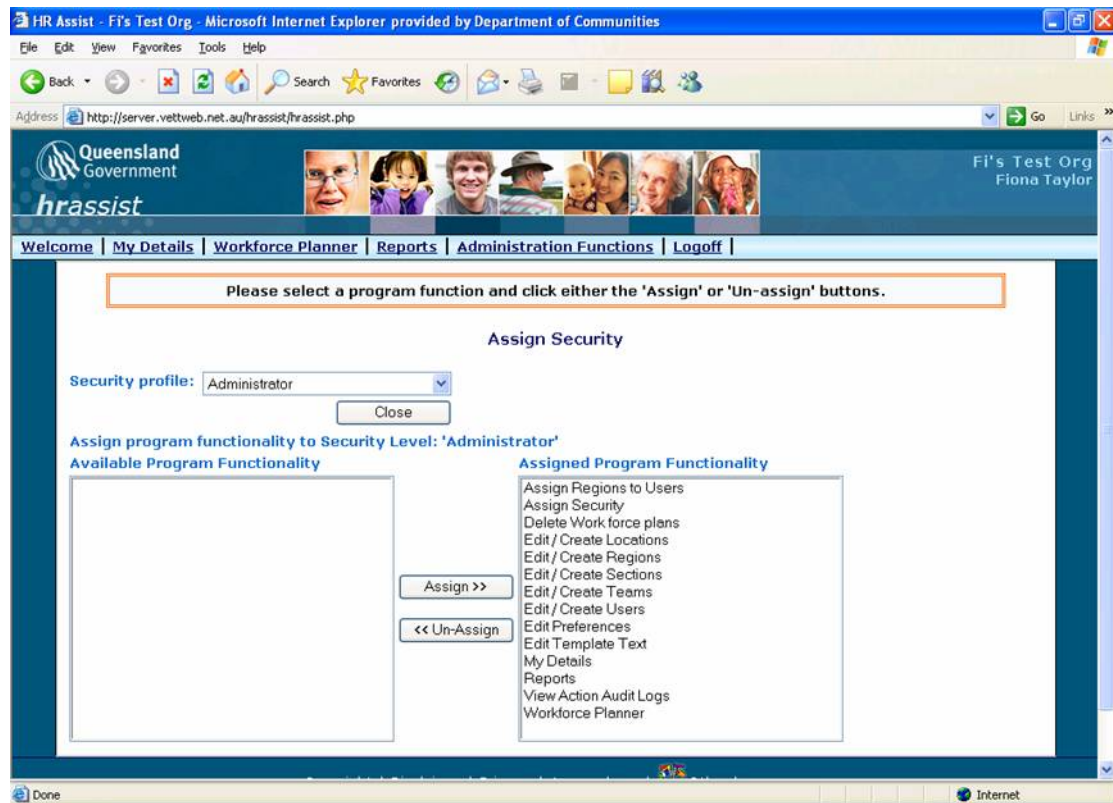 HR Assist - Fi's Test Org - Microsoft Internet Explorer provided by Department of Communities
File Edit View Favorites Tools Help
Back Search Favorites
Address http://server.vettweb.net.au/hrassist/hrassist.php Go Links »
Queensland
Government
hrassist
Fi's Test Org
Fiona Taylor
Welcome | My Details | Workforce Planner | Reports | Administration Functions | Logoff |
Please select a program function and click either the 'Assign' or 'Un-assign' buttons.
Assign Security
Security profile: Administrator
Close
Assign program functionality to Security Level: 'Administrator'
Available Program Functionality
Assign >>
<< Un-Assign
Assigned Program Functionality
Assign Regions to Users
Assign Security
Delete Work force plans
Edit / Create Locations
Edit / Create Regions
Edit / Create Sections
Edit / Create Teams
Edit / Create Users
Edit Preferences
Edit Template Text
My Details
Reports
View Action Audit Logs
Workforce Planner
Done Internet